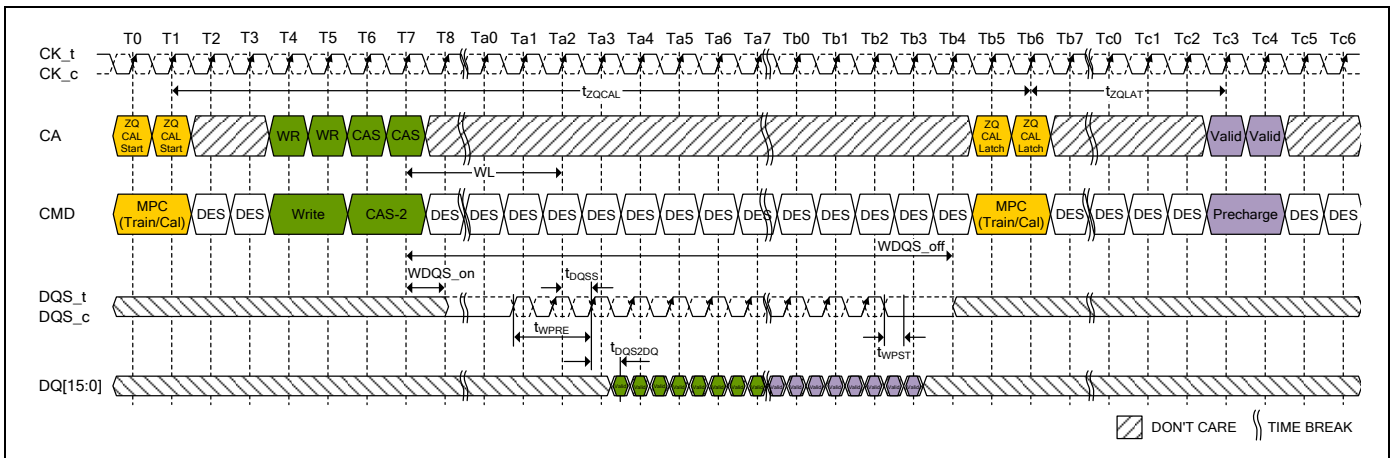 T0 T1 T2 T3 T4 T5 T6 T7 T8 Ta0 Ta1 Ta2 Ta3 Ta4 Ta5 Ta6 Ta7 Tb0 Tb1 Tb2 Tb3 Tb4 Tb5 Tb6 Tb7 Tc0 Tc1 Tc2 Tc3 Tc4 Tc5 Tc6
CK_t
CK_c
tZQCAL tZQLAT
CA
ZQ CAL Start ZQ CAL Start WR WR CAS CAS ZQ CAL Latch ZQ CAL Latch Valid Valid
WL
CMD
MPC (Train/Cal) DES DES Write CAS-2 DES DES DES DES DES DES DES DES DES DES DES DES DES DES MPC (Train/Cal) DES DES DES DES Precharge DES DES
WDQS_off
WDQS_on tDQSS
DQS_t
DQS_c
tWPRE tWPST
tDQS2DQ
DQ[15:0]
DON'T CARE TIME BREAK